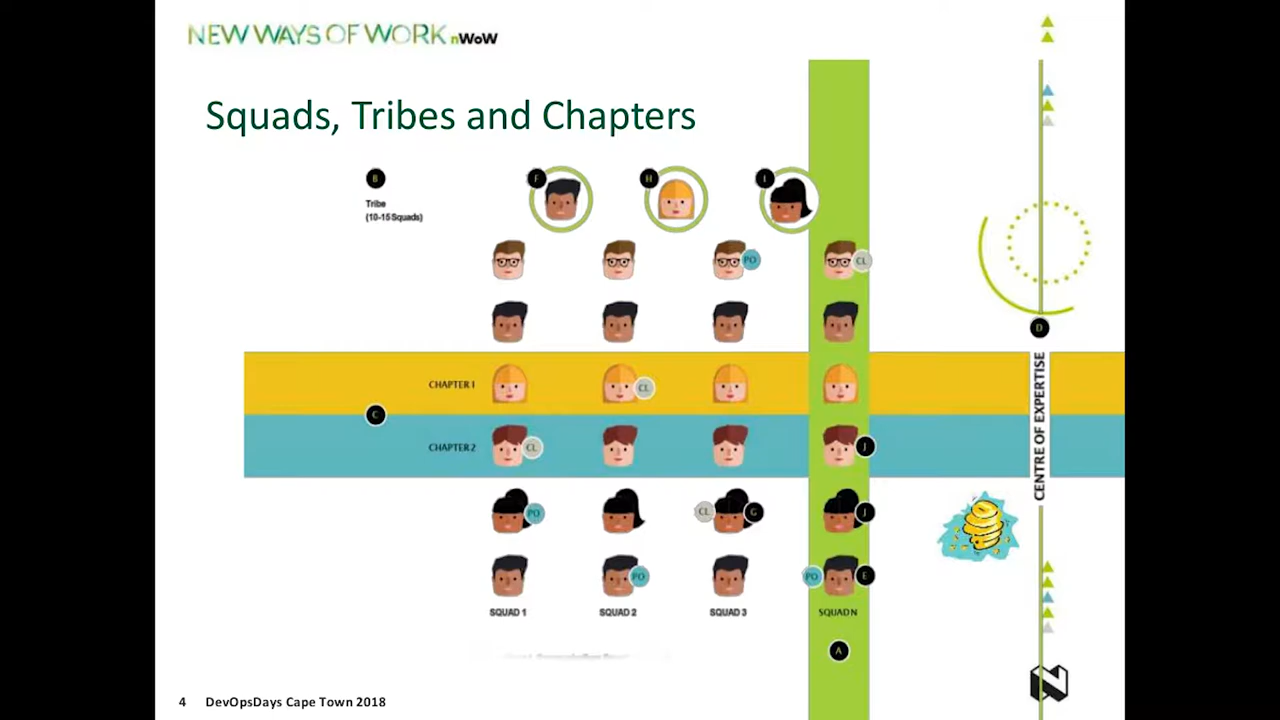 NEW WAYS OF WORK nWoW
Squads, Tribes and Chapters
B
F
H
I
Tribe
(10-15 Squads)
PO
CL
D
CHAPTER 1
CL
C
CHAPTER 2
CL
J
CENTRE OF EXPERTISE
PO
CL
G
J
PO
PO
E
SQUAD 1
SQUAD 2
SQUAD 3
SQUAD N
A
4 DevOpsDays Cape Town 2018